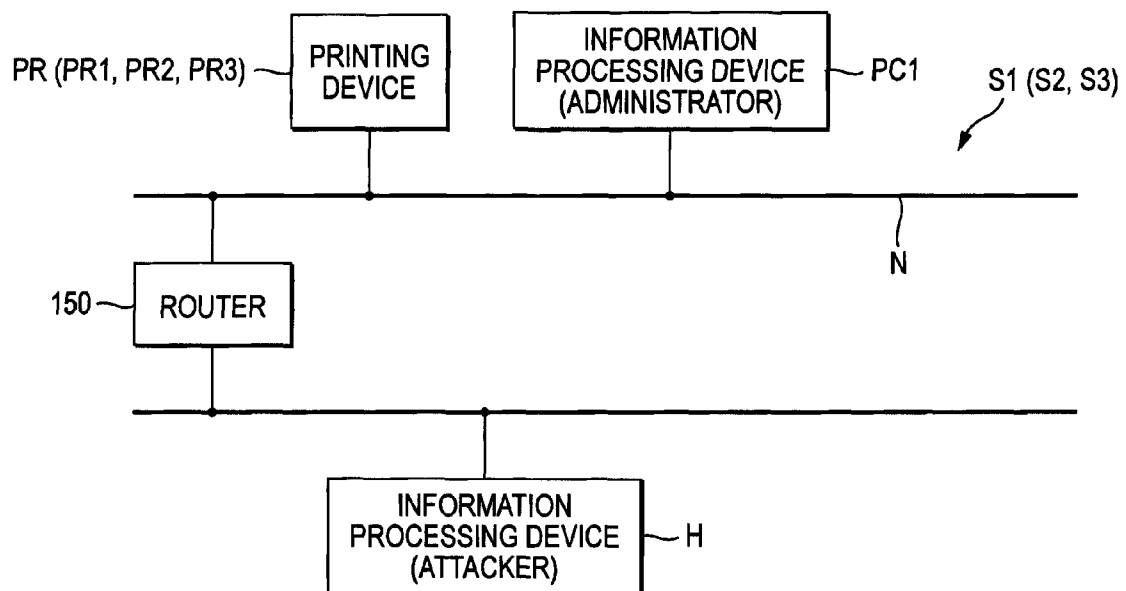 PR (PR1, PR2, PR3)
PRINTING
DEVICE
INFORMATION
PROCESSING DEVICE
(ADMINISTRATOR)
PC1
S1 (S2, S3)
N
150
ROUTER
INFORMATION
PROCESSING DEVICE
(ATTACKER)
H